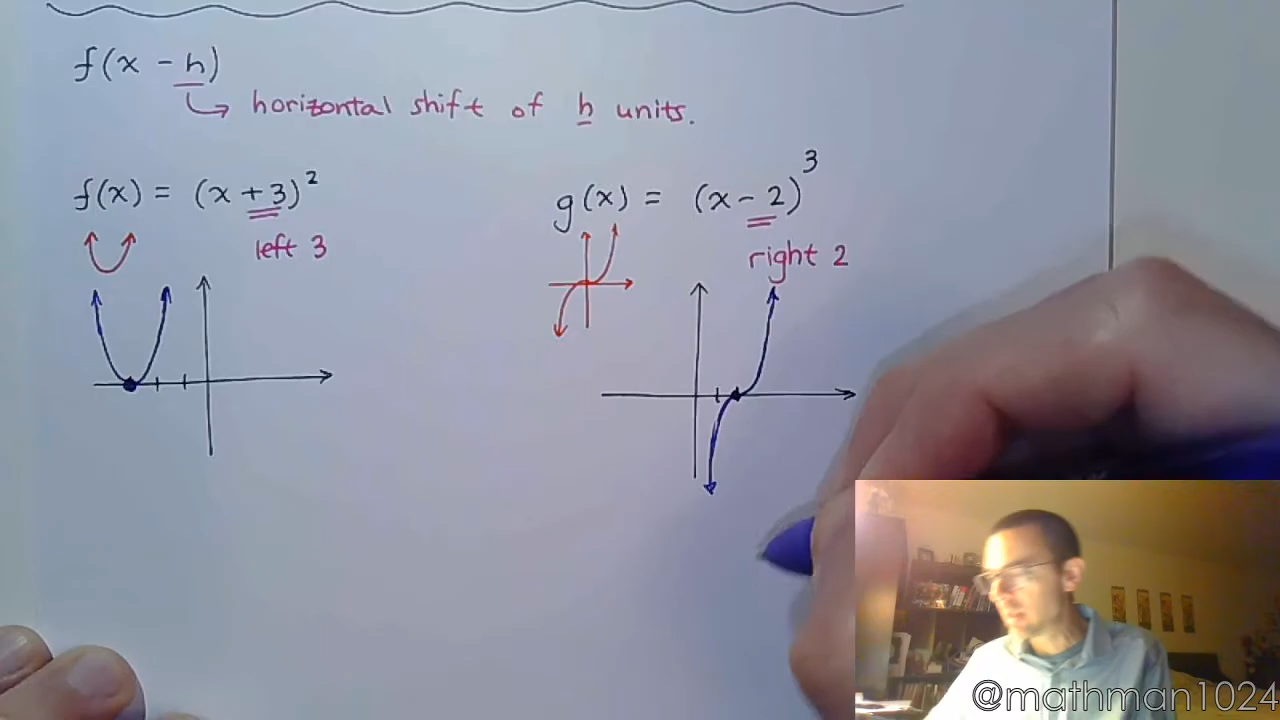 f(x - h)
horizontal shift of h units.
f(x) = (x + 3)²
left 3
g(x) = (x - 2)³
right 2
@mathman1024